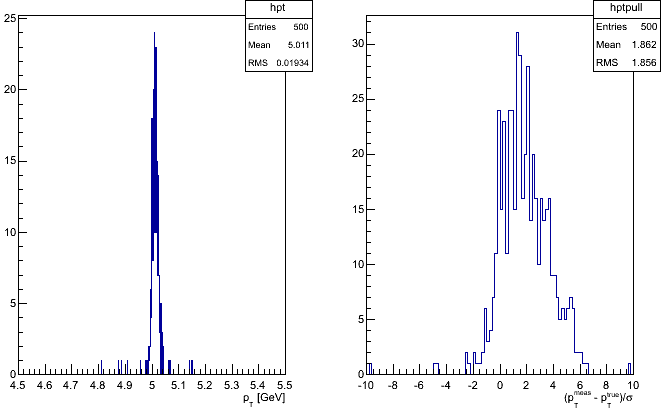 hpt
Entries 500
Mean 5.011
RMS 0.01934
25
20
15
10
5
0
4.5 4.6 4.7 4.8 4.9 5 5.1 5.2 5.3 5.4 5.5
p_T [GeV]
hptpull
Entries 500
Mean 1.862
RMS 1.856
30
25
20
15
10
5
0
-10 -8 -6 -4 -2 0 2 4 6 8 10
(p_T^meas - p_T^true)/σ